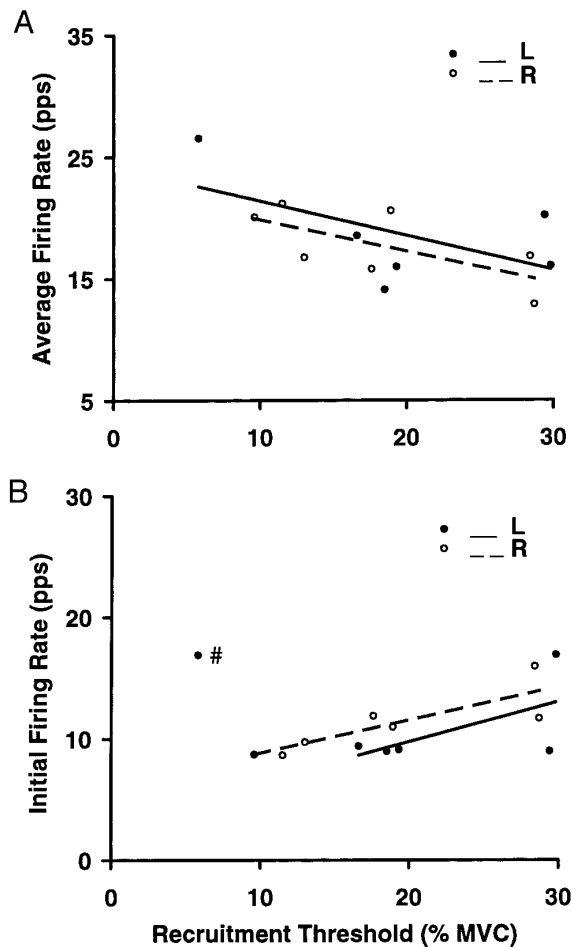 A
Average Firing Rate (pps)
35
25
15
5
0 10 20 30
L
R
B
Initial Firing Rate (pps)
30
20
10
0
0 10 20 30
#
L
R
Recruitment Threshold (% MVC)